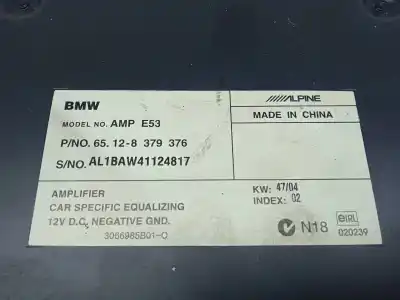 BMW
MODEL NO. AMP E53
P/NO. 65. 12-8 379 376
S/NO. AL1BAW41124817
ALPINE
MADE IN CHINA
AMPLIFIER
CAR SPECIFIC EQUALIZING
12V D.C. NEGATIVE GND.
3066985B01-0
KW: 47/04
INDEX: 02
N18
020239